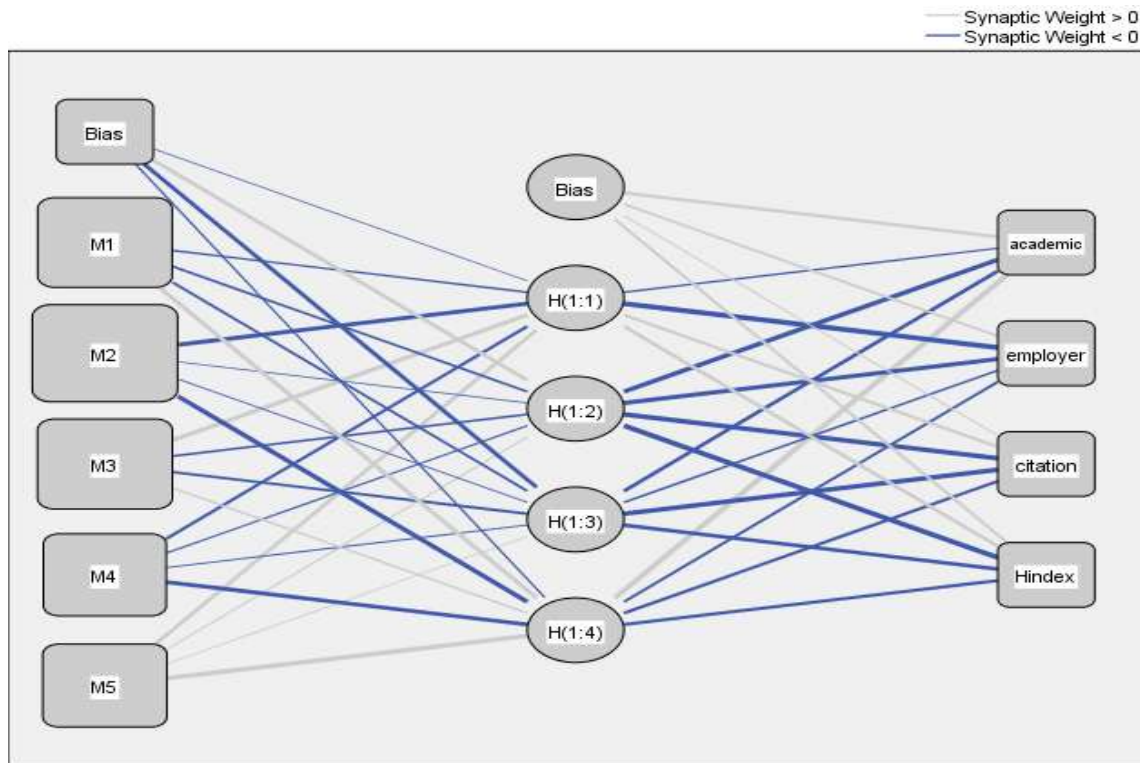 Synaptic Weight > 0
Synaptic Weight < 0
Bias
M1
M2
M3
M4
M5
Bias
H(1:1)
H(1:2)
H(1:3)
H(1:4)
academic
employer
citation
Hindex